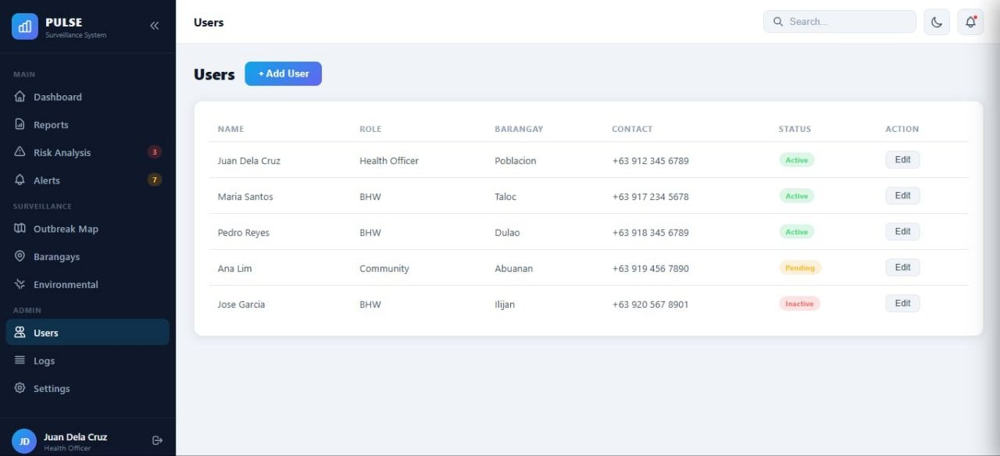 PULSE
Surveillance System
MAIN
Dashboard
Reports
Risk Analysis 3
Alerts 7
SURVEILLANCE
Outbreak Map
Barangays
Environmental
ADMIN
Users
Logs
Settings
JD Juan Dela Cruz
Health Officer
Users Search...
Users + Add User
NAME ROLE BARANGAY CONTACT STATUS ACTION
Juan Dela Cruz Health Officer Poblacion +63 912 345 6789 Active Edit
Maria Santos BHW Taloc +63 917 234 5678 Active Edit
Pedro Reyes BHW Dulao +63 918 345 6789 Active Edit
Ana Lim Community Abuanan +63 919 456 7890 Pending Edit
Jose Garcia BHW Ilijan +63 920 567 8901 Inactive Edit